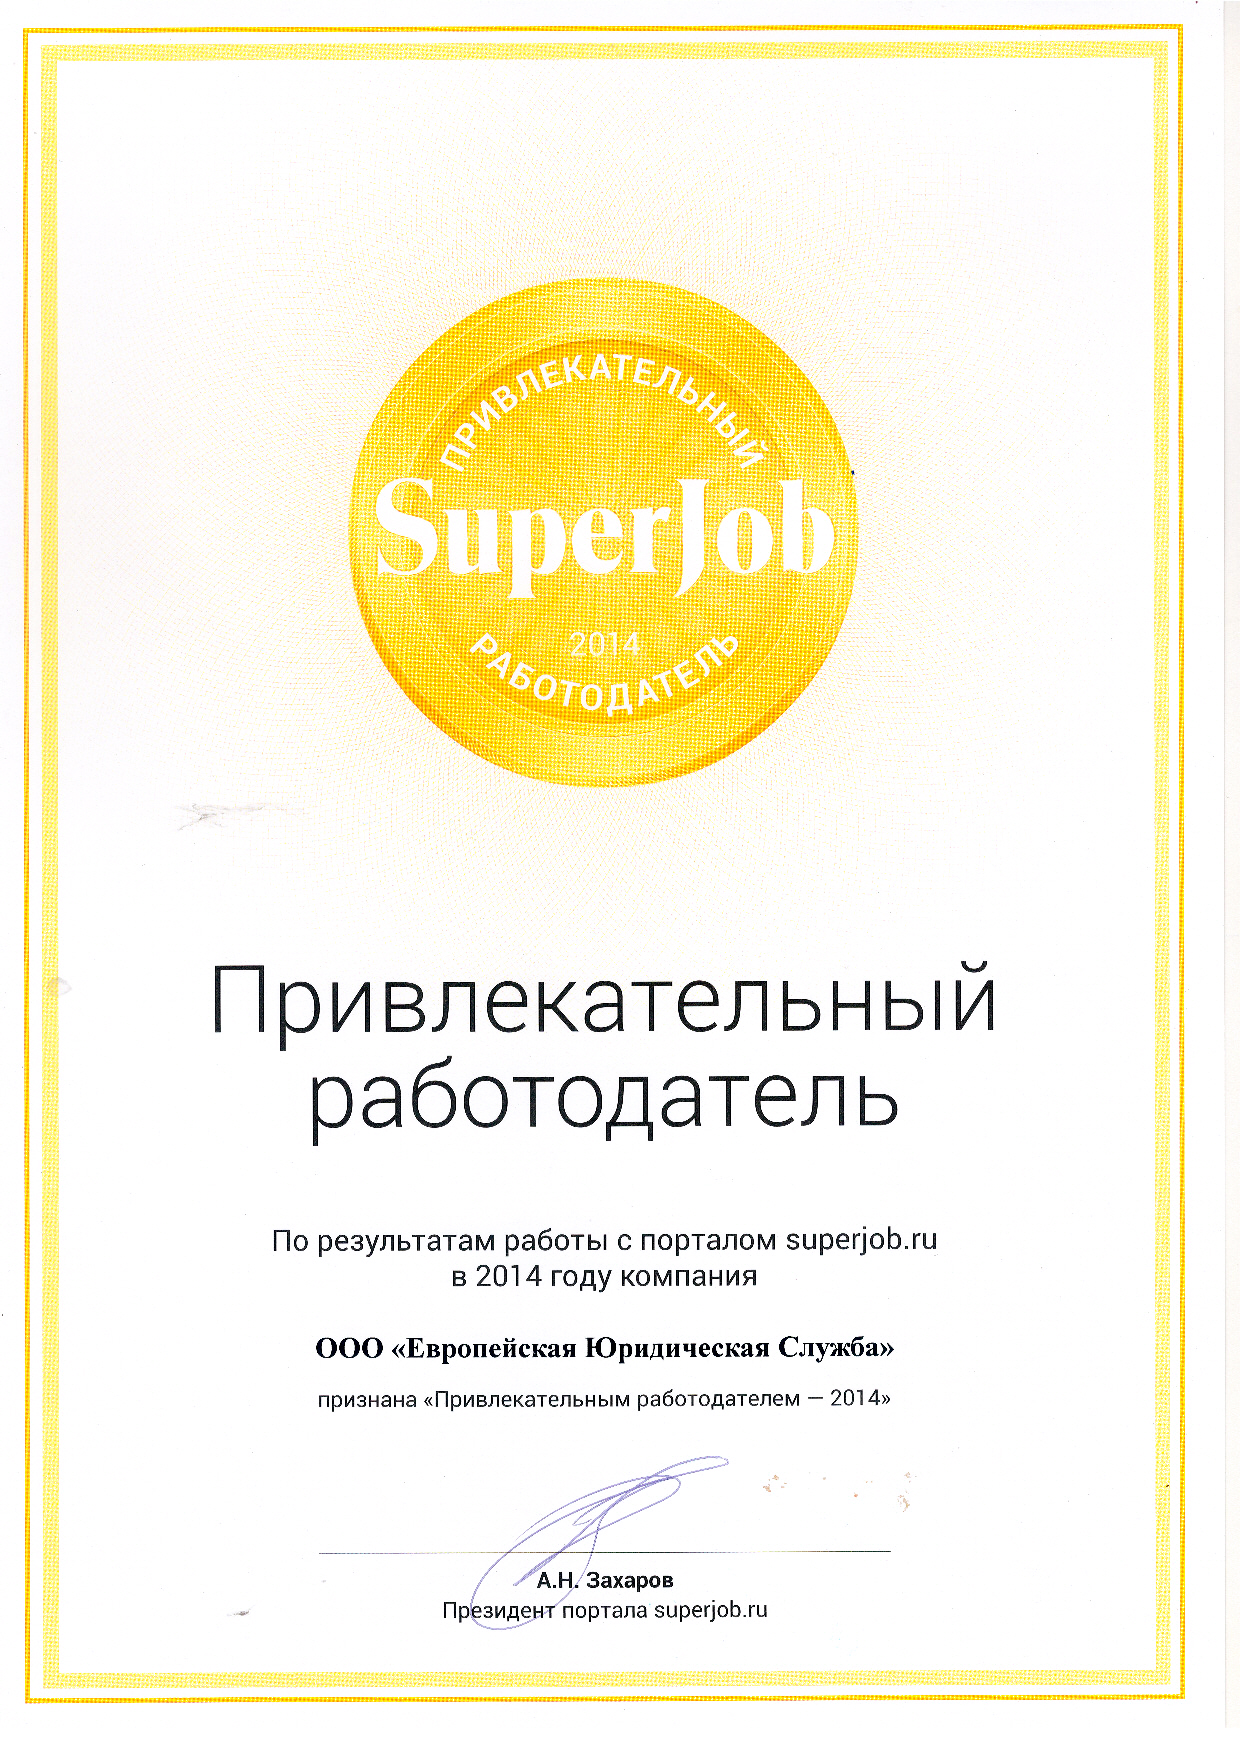 ПРИВЛЕКАТЕЛЬНЫЙ
SuperJob
2014
РАБОТОДАТЕЛЬ
Привлекательный
работодатель
По результатам работы с порталом superjob.ru
в 2014 году компания
ООО «Европейская Юридическая Служба»
признана «Привлекательным работодателем — 2014»
А.Н. Захаров
Президент портала superjob.ru